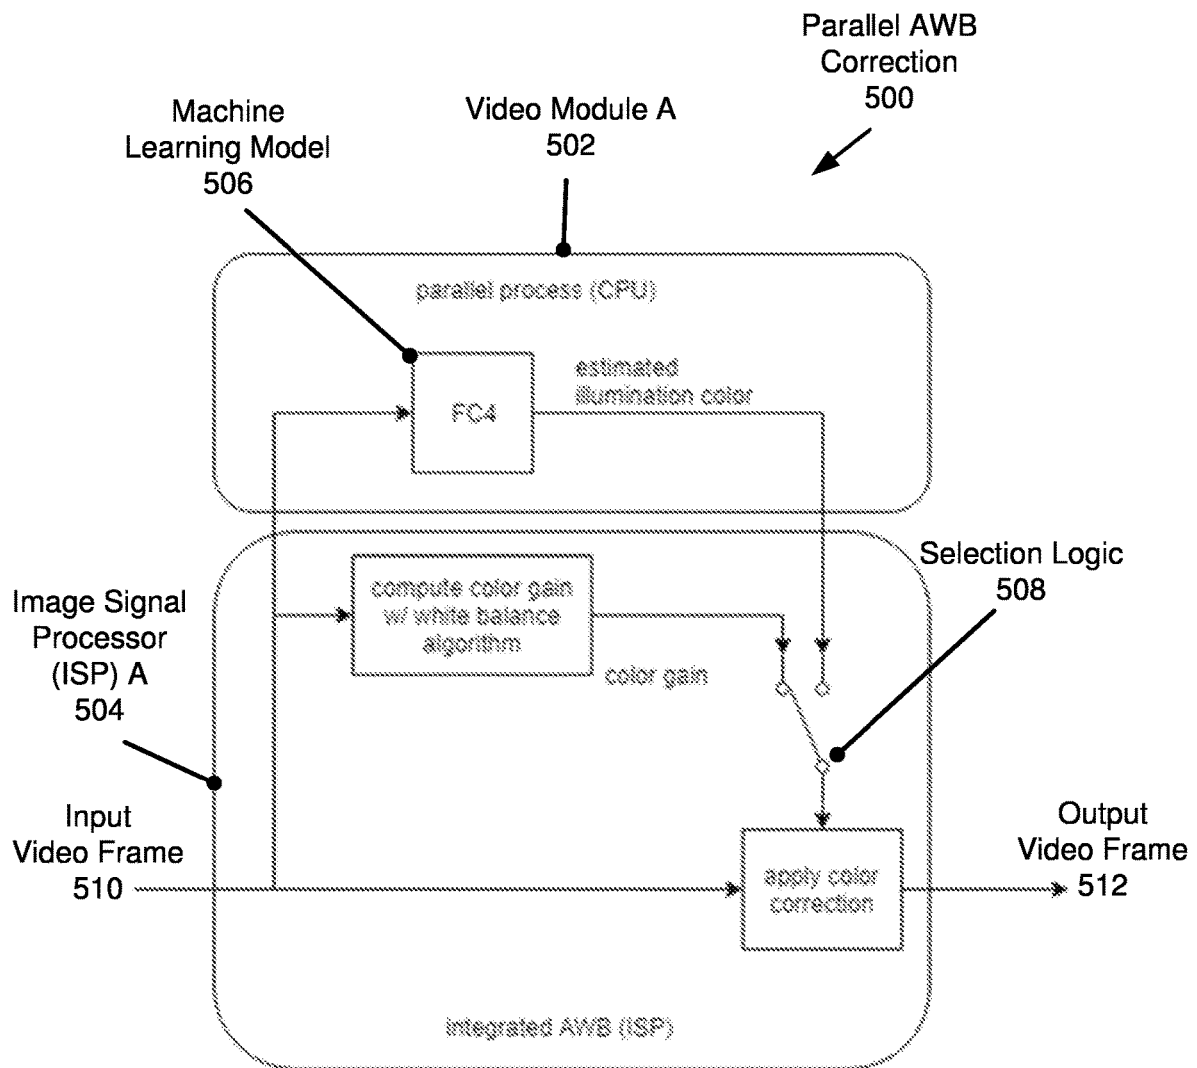 Parallel AWB
Correction
500
Machine
Learning Model
506
Video Module A
502
parallel process (CPU)
FC4
estimated
illumination color
Selection Logic
508
compute color gain
w/ white balance
algorithm
color gain
Image Signal
Processor
(ISP) A
504
Input
Video Frame
510
Output
Video Frame
512
apply color
correction
integrated AWB (ISP)